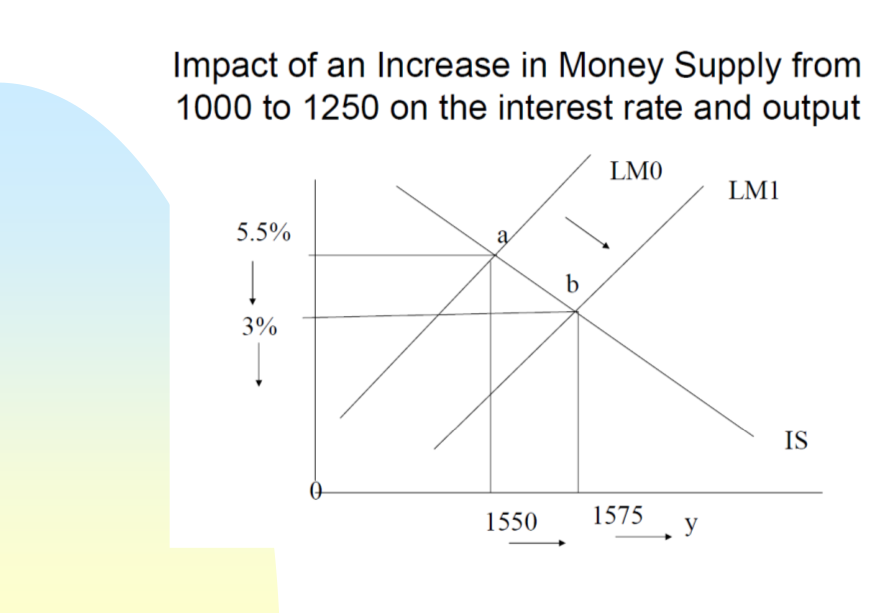 Impact of an Increase in Money Supply from
1000 to 1250 on the interest rate and output
LM0
LM1
5.5%
a
b
3%
IS
0
1550
1575
y